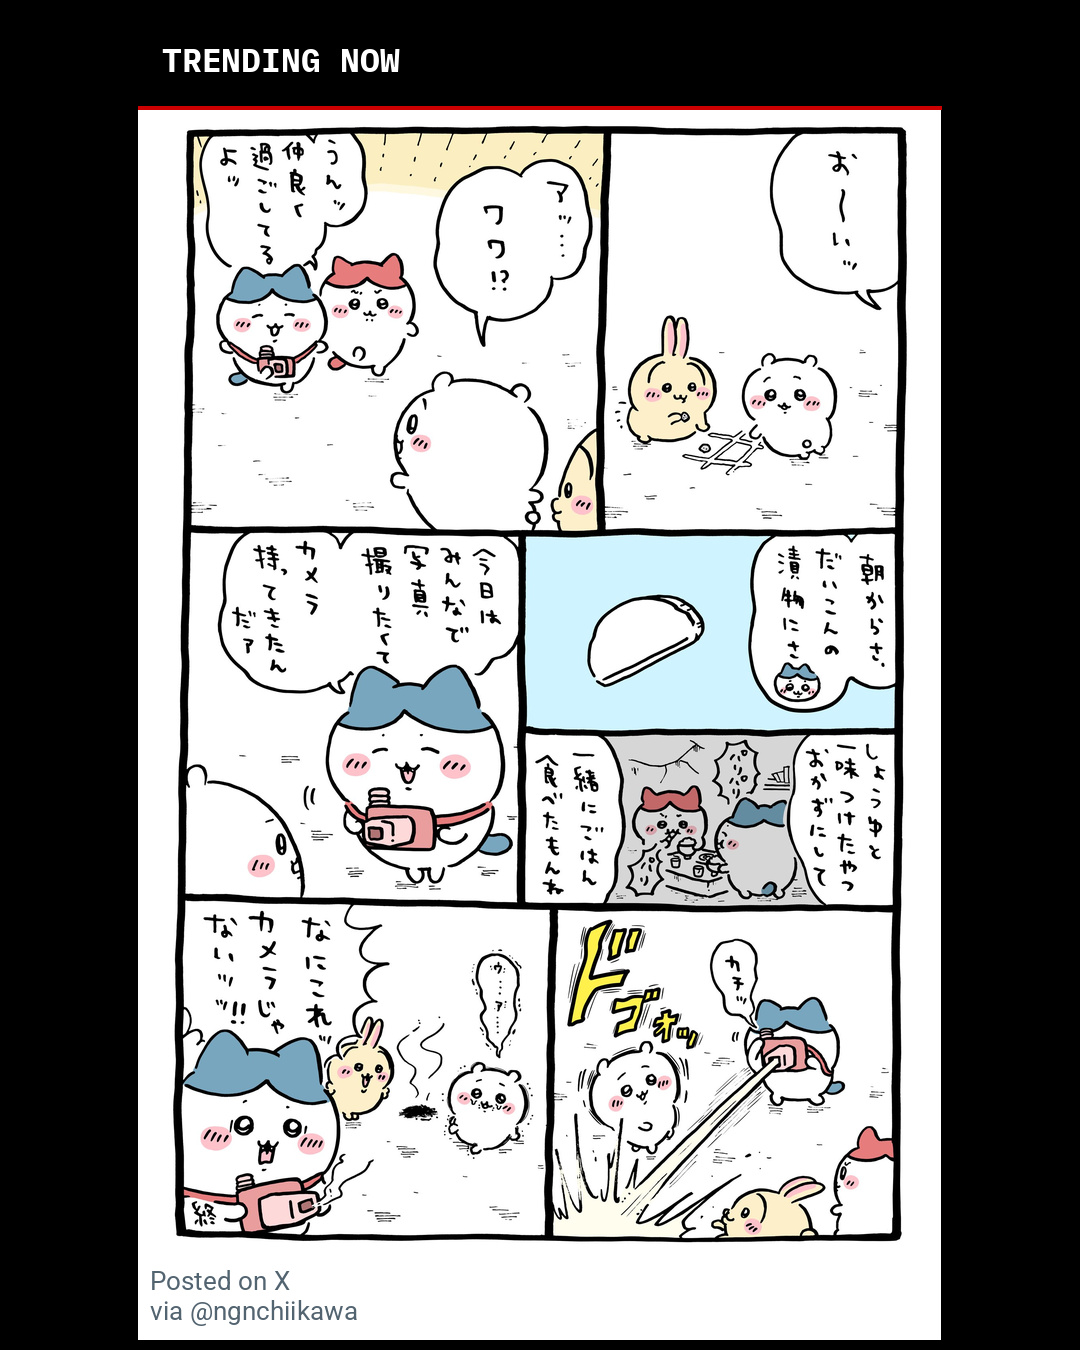 TRENDING NOW
お〜いッ
アッ……
ワワ!?
うんッ
仲良く
過ごしてる
よッ
朝からさ、
だいこんの
漬物にさ
しょうゆと
一味つけたやつ
おかずにして
一緒にごはん
食べたもんね
今日は
みんなで
写真
撮りたくて
カメラ
持ってきたん
だァ
カチッ
ドゴォッ
ゥ……ァ……
なにこれッ
カメラじゃ
ないッッ!!
終
Posted on X
via @ngnchiikawa